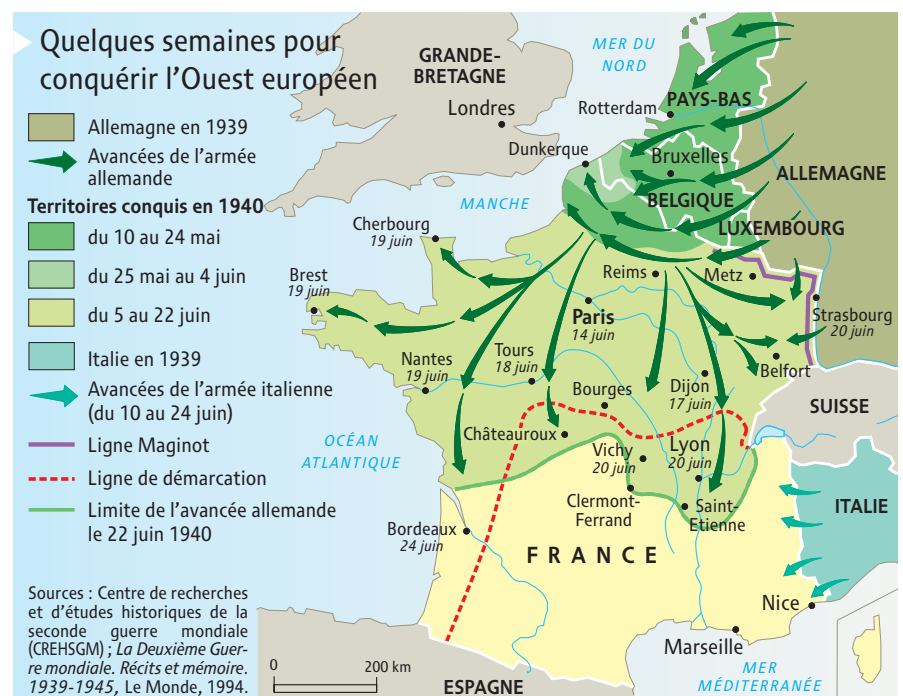 Quelques semaines pour
conquérir l'Ouest européen
Allemagne en 1939
Avancées de l'armée
allemande
Territoires conquis en 1940
du 10 au 24 mai
du 25 mai au 4 juin
du 5 au 22 juin
Italie en 1939
Avancées de l'armée italienne
(du 10 au 24 juin)
Ligne Maginot
Ligne de démarcation
Limite de l'avancée allemande
le 22 juin 1940
Sources : Centre de recherches
et d'études historiques de la
seconde guerre mondiale
(CREHSGM) ; La Deuxième Guer-
re mondiale. Récits et mémoire.
1939-1945, Le Monde, 1994.
GRANDE-
BRETAGNE
Londres
MER DU
NORD
Rotterdam
PAYS-BAS
Dunkerque
Bruxelles
ALLEMAGNE
BELGIQUE
MANCHE
LUXEMBOURG
Cherbourg
19 juin
Brest
19 juin
Reims
Metz
Paris
14 juin
Strasbourg
20 juin
Nantes
19 juin
Tours
18 juin
Belfort
Bourges
Dijon
17 juin
SUISSE
Châteauroux
OCÉAN
ATLANTIQUE
Vichy
20 juin
Lyon
20 juin
Clermont-
Ferrand
Saint-
Etienne
ITALIE
Bordeaux
24 juin
FRANCE
Nice
Marseille
MER
MÉDITERRANÉE
ESPAGNE
0
200 km